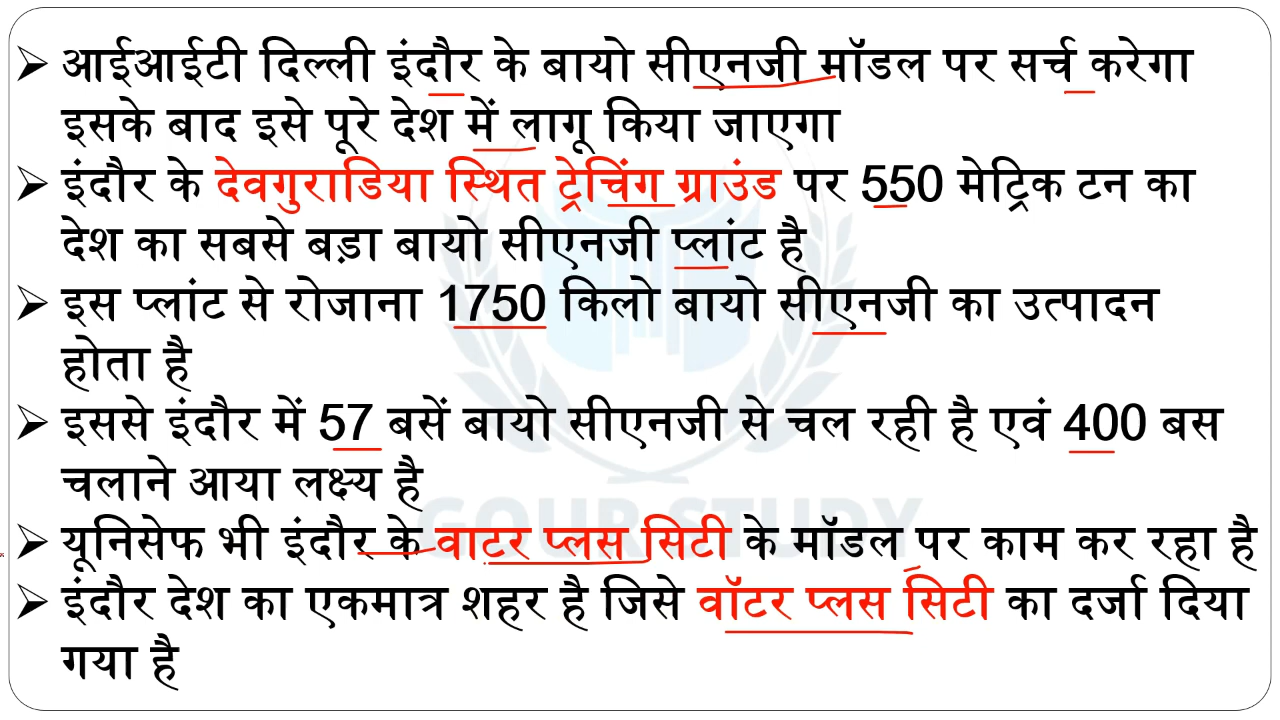 ➢ आईआईटी दिल्ली इंदौर के बायो सीएनजी मॉडल पर सर्च करेगा
इसके बाद इसे पूरे देश में लागू किया जाएगा
➢ इंदौर के देवगुराडिया स्थित ट्रेचिंग ग्राउंड पर 550 मेट्रिक टन का
देश का सबसे बड़ा बायो सीएनजी प्लांट है
➢ इस प्लांट से रोजाना 1750 किलो बायो सीएनजी का उत्पादन
होता है
➢ इससे इंदौर में 57 बसें बायो सीएनजी से चल रही है एवं 400 बस
चलाने आया लक्ष्य है
➢ यूनिसेफ भी इंदौर के वाटर प्लस सिटी के मॉडल पर काम कर रहा है
➢ इंदौर देश का एकमात्र शहर है जिसे वॉटर प्लस सिटी का दर्जा दिया
गया है
GOUR STUDY